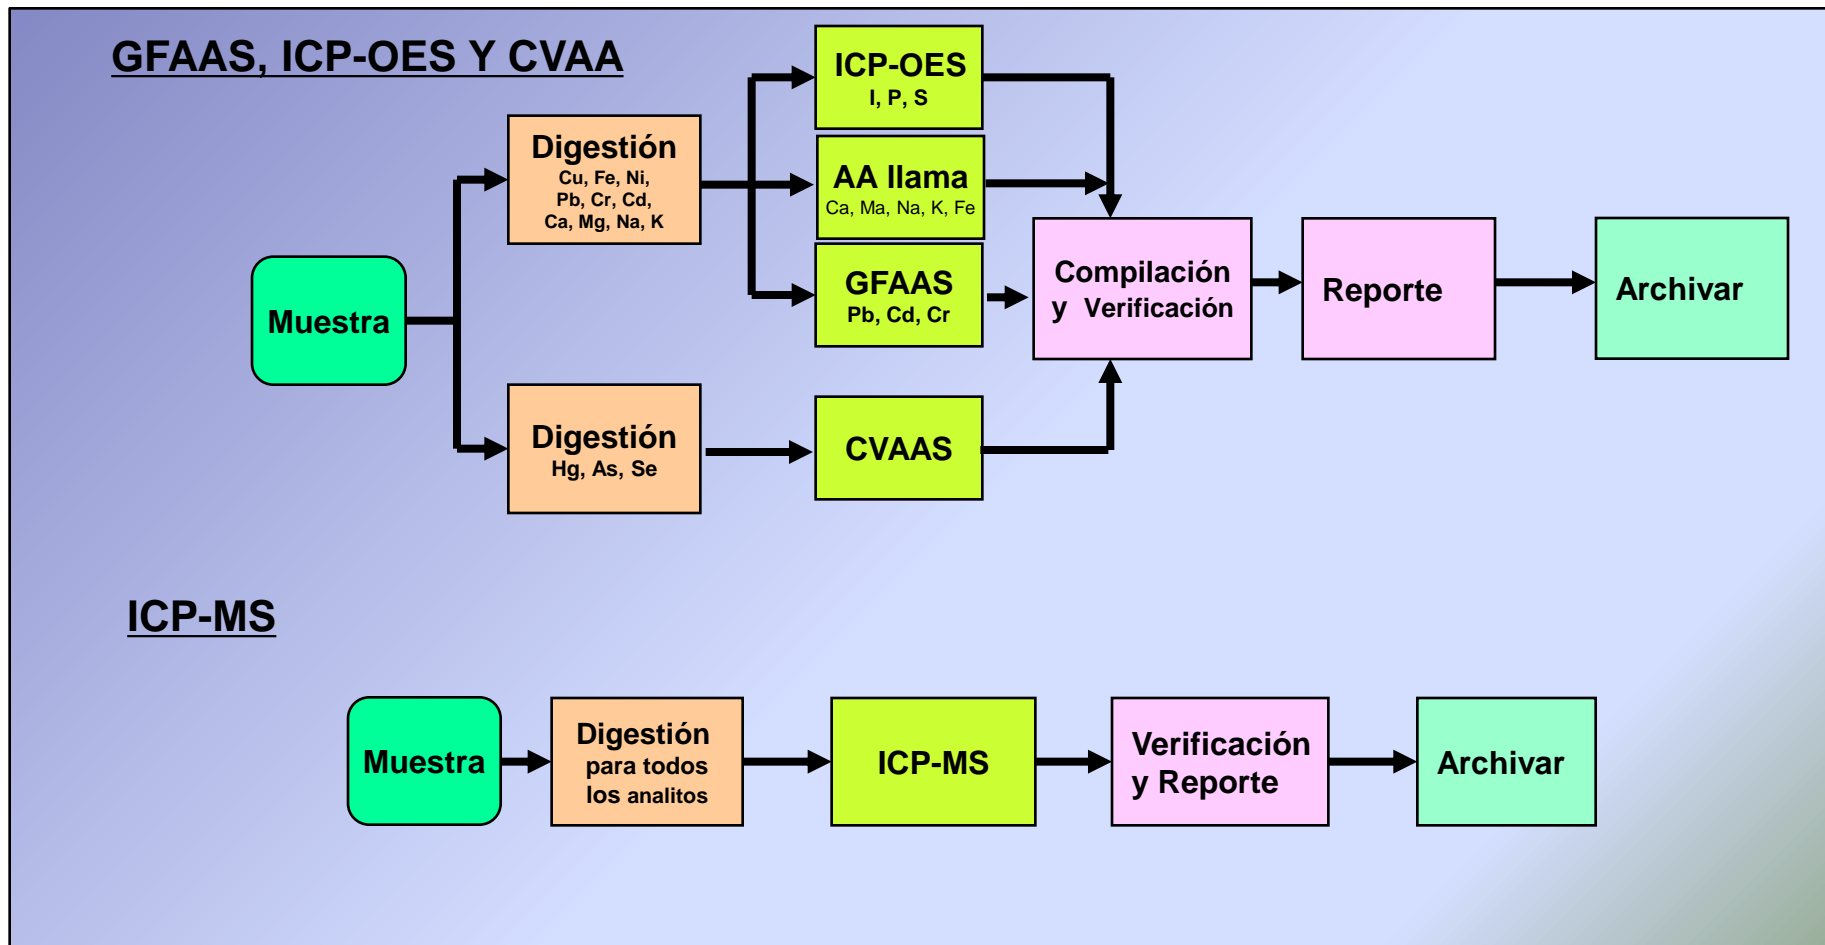 GFAAS, ICP-OES Y CVAA
ICP-OES
I, P, S
Digestión
Cu, Fe, Ni,
Pb, Cr, Cd,
Ca, Mg, Na, K
AA llama
Ca, Ma, Na, K, Fe
GFAAS
Pb, Cd, Cr
Muestra
Compilación
y Verificación
Reporte
Archivar
Digestión
Hg, As, Se
CVAAS
ICP-MS
Muestra
Digestión
para todos
los analitos
ICP-MS
Verificación
y Reporte
Archivar